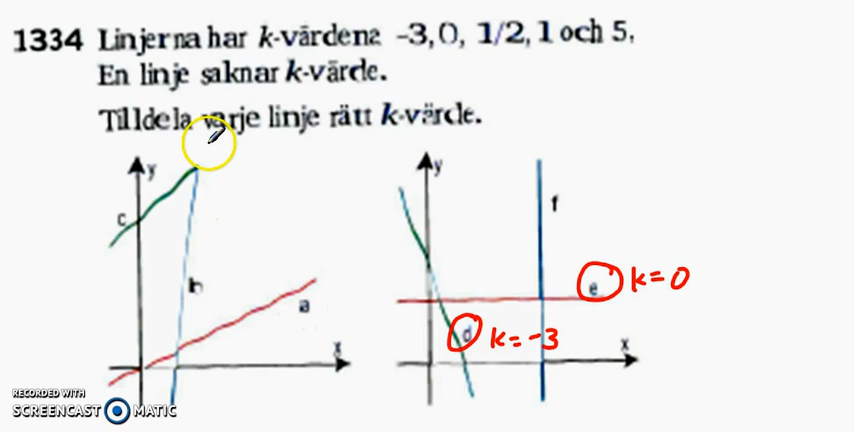 1334 Linjerna har k-värdena -3, 0, 1/2, 1 och 5.
En linje saknar k-värde.
Tilldela varje linje rätt k-värde.
y
c
b
a
x
y
f
e k=0
d k=-3
x
RECORDED WITH
SCREENCAST MATIC